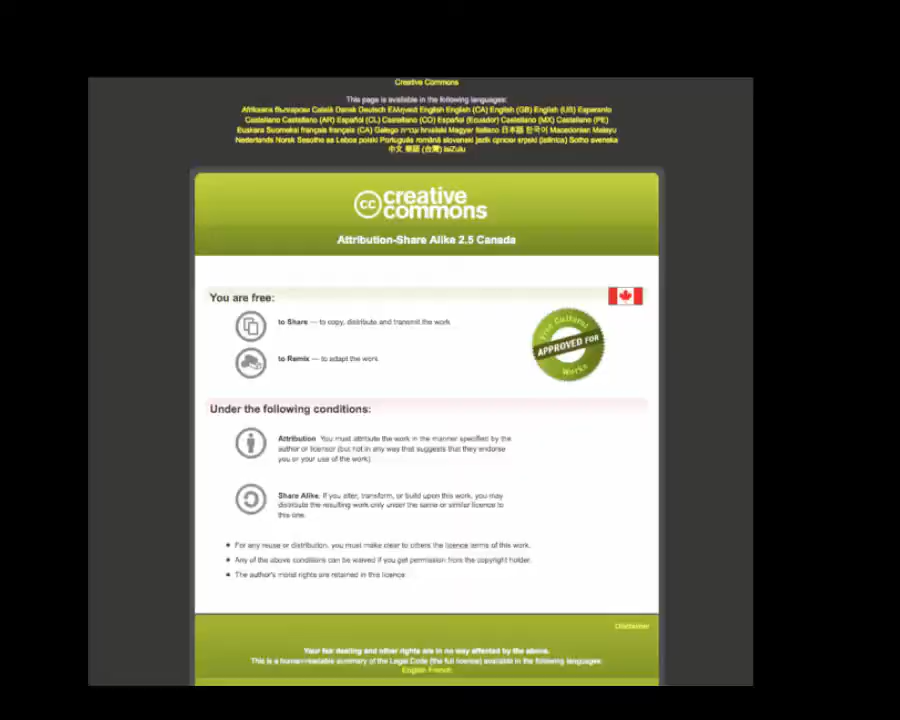 Creative Commons
This page is available in the following languages:
Afrikaans български Català Dansk Deutsch Ελληνικά English English (CA) English (GB) English (US) Esperanto
Castellano Castellano (AR) Español (CL) Castellano (CO) Español (Ecuador) Castellano (MX) Castellano (PE)
Euskara Suomeksi français français (CA) Galego עברית hrvatski Magyar Italiano 日本語 한국어 Macedonian Melayu
Nederlands Norsk Sesotho sa Leboa polski Português română slovenski jezik српски srpski (latinica) Sotho svenska
中文 華語 (台灣) isiZulu
cc creative
commons
Attribution-Share Alike 2.5 Canada
You are free:
to Share — to copy, distribute and transmit the work
to Remix — to adapt the work
Free Cultural
APPROVED FOR
Works
Under the following conditions:
Attribution. You must attribute the work in the manner specified by the
author or licensor (but not in any way that suggests that they endorse
you or your use of the work)
Share Alike. If you alter, transform, or build upon this work, you may
distribute the resulting work only under the same or similar licence to
this one.
For any reuse or distribution, you must make clear to others the licence terms of this work.
Any of the above conditions can be waived if you get permission from the copyright holder.
The author's moral rights are retained in this licence.
Disclaimer
Your fair dealing and other rights are in no way affected by the above.
This is a human-readable summary of the Legal Code (the full licence) available in the following languages:
English French